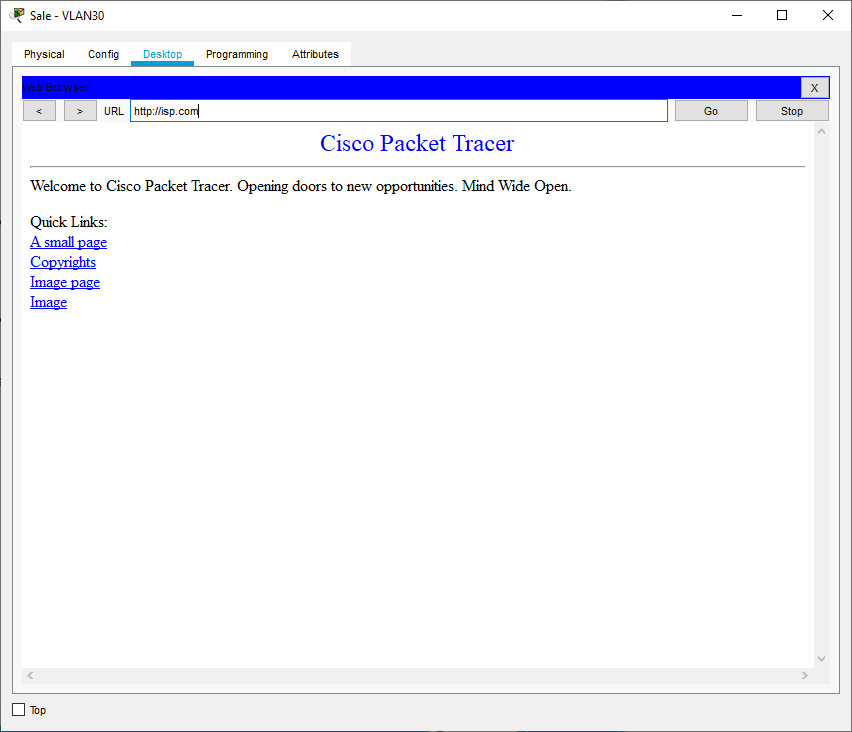 Sale - VLAN30
Physical Config Desktop Programming Attributes
Web Browser X
< > URL http://isp.com Go Stop
Cisco Packet Tracer
Welcome to Cisco Packet Tracer. Opening doors to new opportunities. Mind Wide Open.
Quick Links:
A small page
Copyrights
Image page
Image
Top